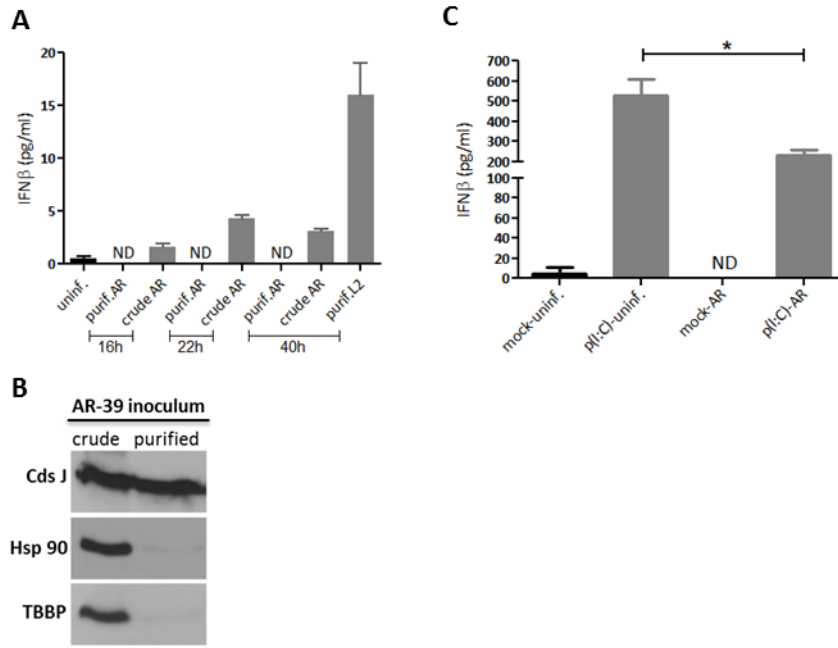 A
IFNβ (pg/ml)
20
15
10
5
0
ND
ND
ND
uninf.
purif.AR
crude AR
purif.AR
crude AR
purif.AR
crude AR
purif.L2
16h
22h
40h
B
AR-39 inoculum
crude purified
Cds J
Hsp 90
TBBP
C
*
IFNβ (pg/ml)
700
600
500
400
300
200
100
80
60
40
20
0
ND
mock-uninf.
p(I:C)-uninf.
mock-AR
p(I:C)-AR